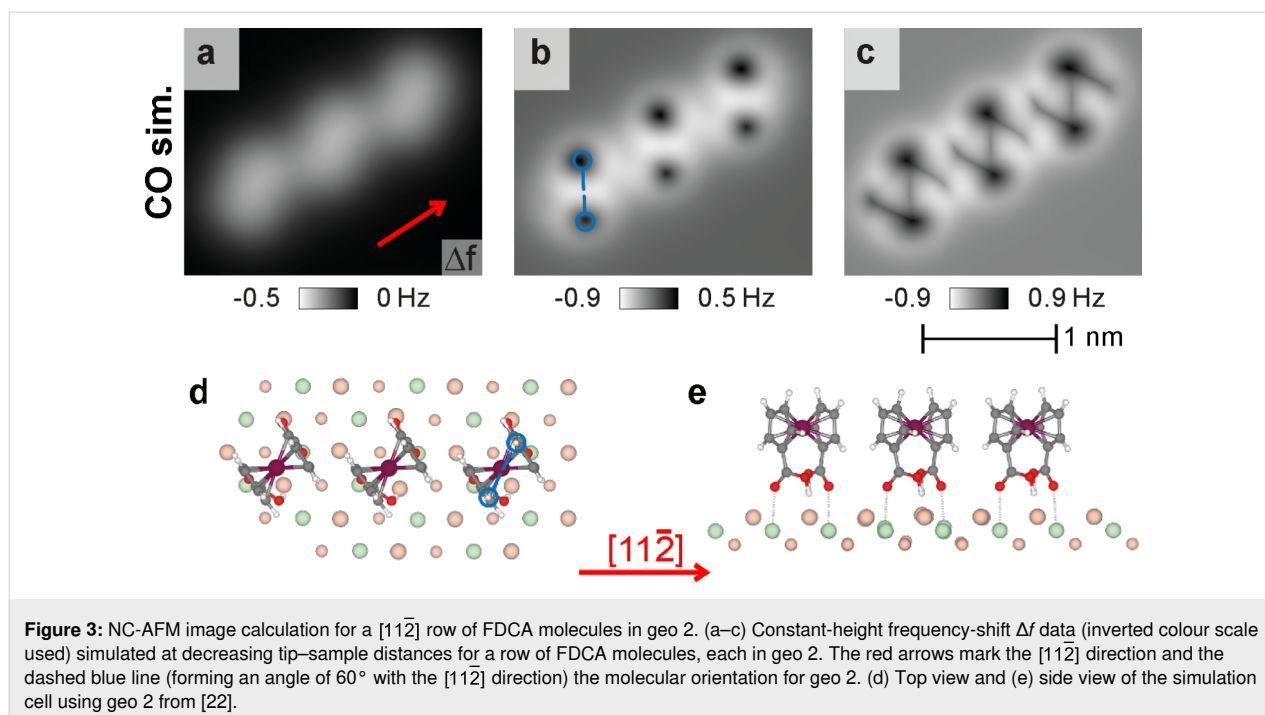 a
b
c
CO sim.
Δf
-0.5 0 Hz
-0.9 0.5 Hz
-0.9 0.9 Hz
1 nm
d
e
[112̅]
Figure 3: NC-AFM image calculation for a [112̅] row of FDCA molecules in geo 2. (a–c) Constant-height frequency-shift Δf data (inverted colour scale
used) simulated at decreasing tip–sample distances for a row of FDCA molecules, each in geo 2. The red arrows mark the [112̅] direction and the
dashed blue line (forming an angle of 60° with the [112̅] direction) the molecular orientation for geo 2. (d) Top view and (e) side view of the simulation
cell using geo 2 from [22].